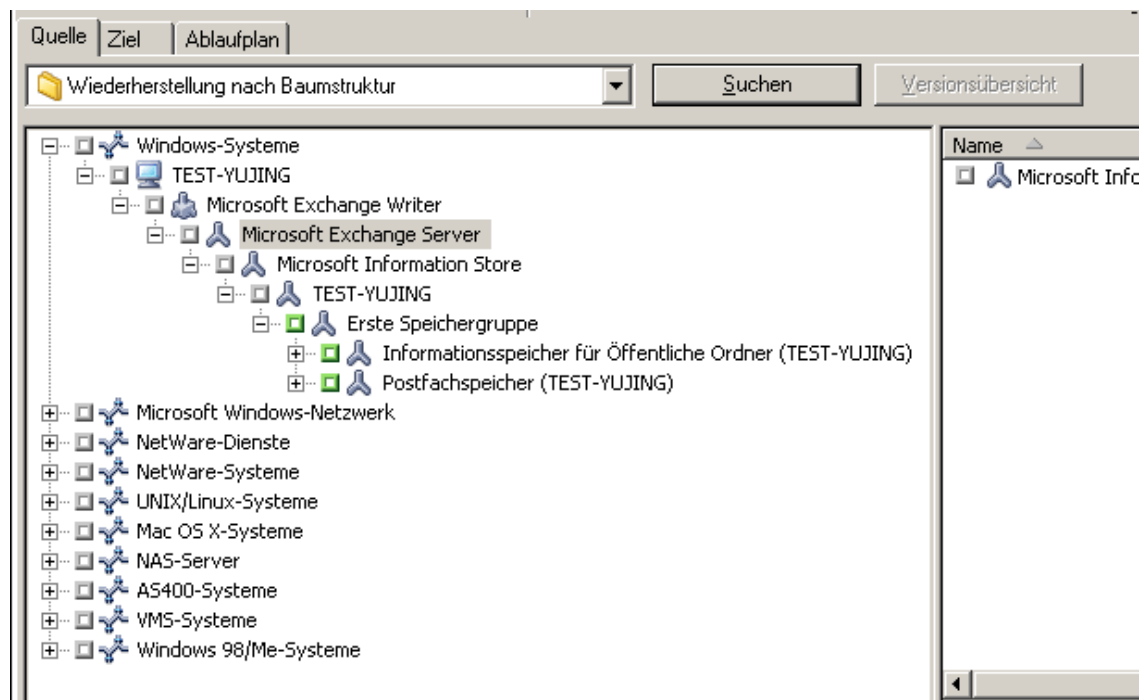 Quelle Ziel Ablaufplan
Wiederherstellung nach Baumstruktur Suchen Versionsübersicht
Windows-Systeme
TEST-YUJING
Microsoft Exchange Writer
Microsoft Exchange Server
Microsoft Information Store
TEST-YUJING
Erste Speichergruppe
Informationsspeicher für Öffentliche Ordner (TEST-YUJING)
Postfachspeicher (TEST-YUJING)
Microsoft Windows-Netzwerk
NetWare-Dienste
NetWare-Systeme
UNIX/Linux-Systeme
Mac OS X-Systeme
NAS-Server
AS400-Systeme
VMS-Systeme
Windows 98/Me-Systeme
Name
Microsoft Info